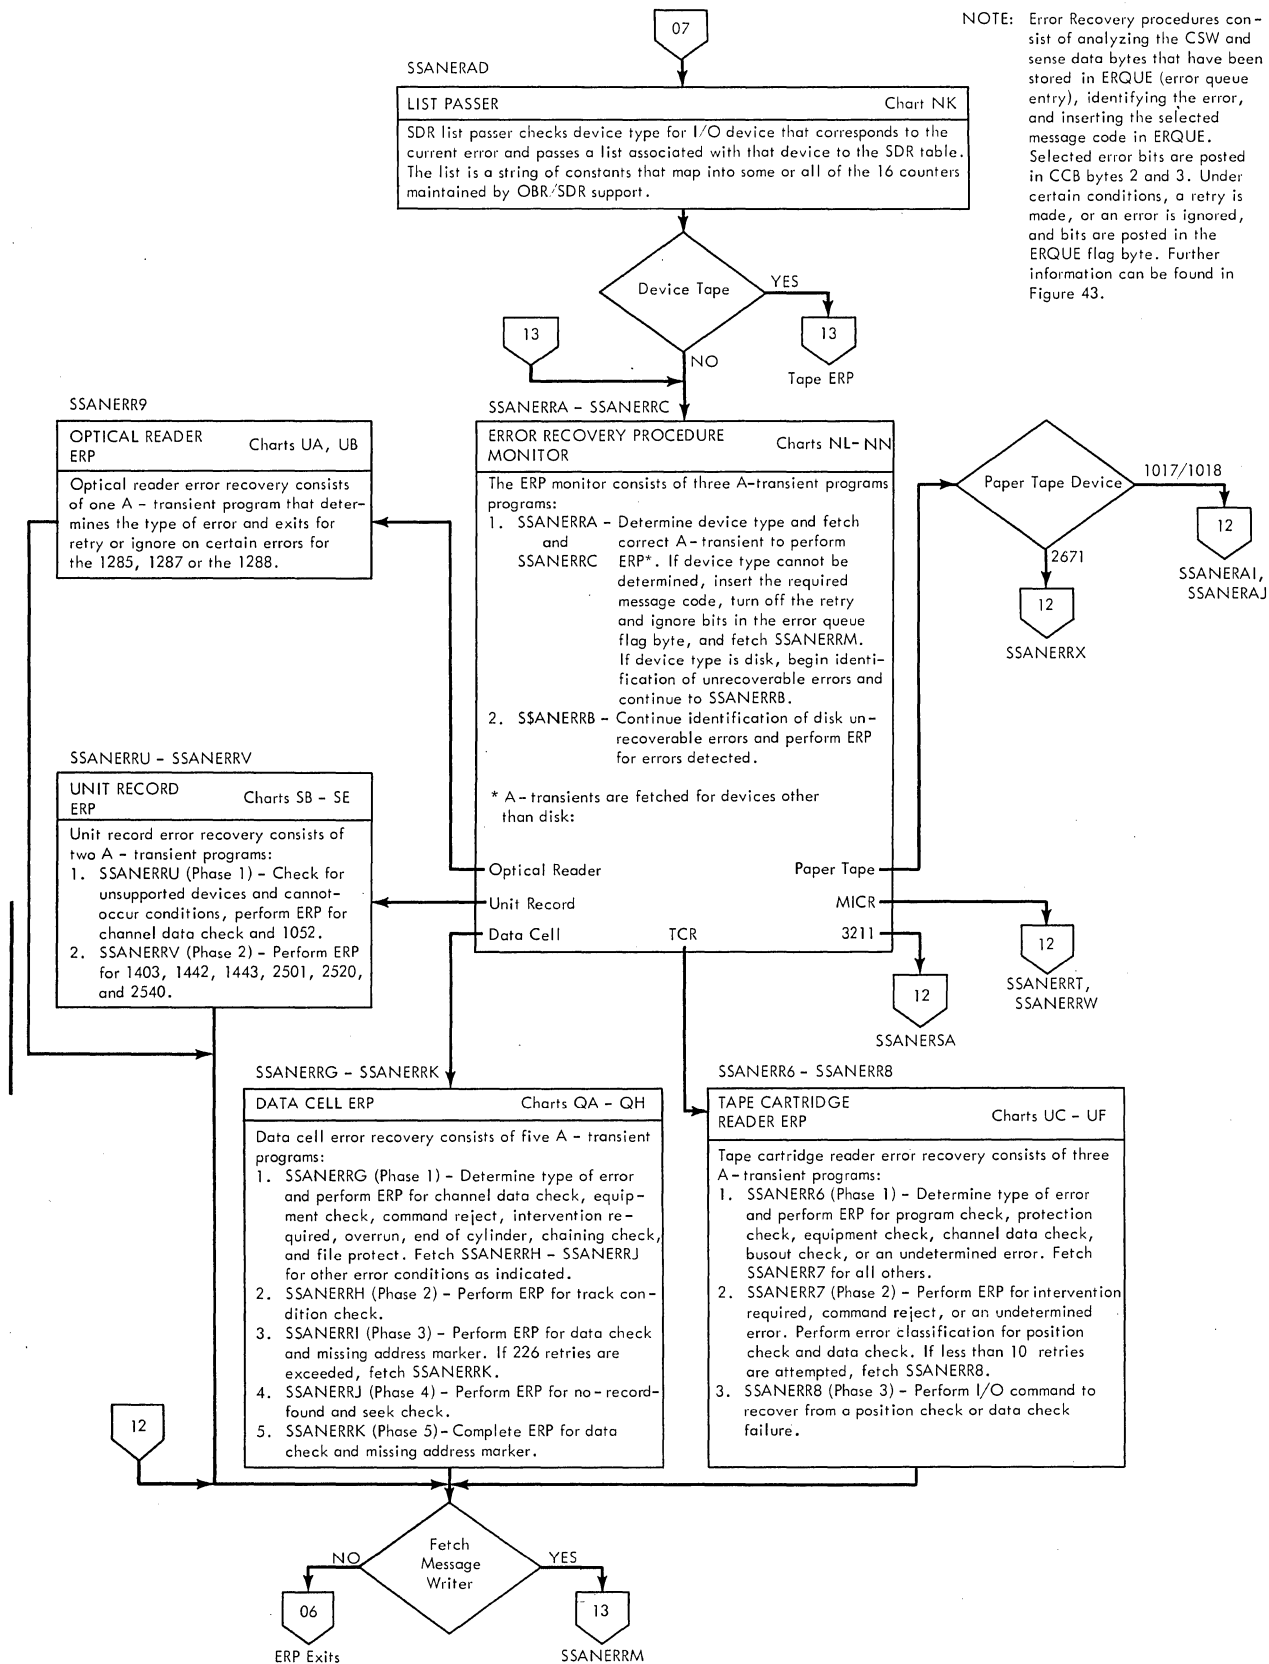 07
NOTE: Error Recovery procedures con-
sist of analyzing the CSW and
sense data bytes that have been
stored in ERQUE (error queue
entry), identifying the error,
and inserting the selected
message code in ERQUE.
Selected error bits are posted
in CCB bytes 2 and 3. Under
certain conditions, a retry is
made, or an error is ignored,
and bits are posted in the
ERQUE flag byte. Further
information can be found in
Figure 43.
SSANERAD
LIST PASSER Chart NK
SDR list passer checks device type for I/O device that corresponds to the
current error and passes a list associated with that device to the SDR table.
The list is a string of constants that map into some or all of the 16 counters
maintained by OBR/SDR support.
Device Tape
YES
NO
13
13
Tape ERP
SSANERR9
OPTICAL READER
ERP
Charts UA, UB
Optical reader error recovery consists
of one A - transient program that deter-
mines the type of error and exits for
retry or ignore on certain errors for
the 1285, 1287 or the 1288.
SSANERRA - SSANERRC
ERROR RECOVERY PROCEDURE
MONITOR
Charts NL-NN
The ERP monitor consists of three A-transient programs
programs:
1. SSANERRA - Determine device type and fetch
and correct A-transient to perform
SSANERRC ERP*. If device type cannot be
determined, insert the required
message code, turn off the retry
and ignore bits in the error queue
flag byte, and fetch SSANERRM.
If device type is disk, begin identi-
fication of unrecoverable errors and
continue to SSANERRB.
2. S$ANERRB - Continue identification of disk un-
recoverable errors and perform ERP
for errors detected.
* A-transients are fetched for devices other
than disk:
Optical Reader
Unit Record
Data Cell
TCR
Paper Tape
MICR
3211
Paper Tape Device
1017/1018
2671
12
SSANERAI,
SSANERAJ
12
SSANERRX
12
SSANERRT,
SSANERRW
12
SSANERSA
SSANERRU - SSANERRV
UNIT RECORD
ERP
Charts SB - SE
Unit record error recovery consists of
two A - transient programs:
1. SSANERRU (Phase 1) - Check for
unsupported devices and cannot-
occur conditions, perform ERP for
channel data check and 1052.
2. SSANERRV (Phase 2) - Perform ERP
for 1403, 1442, 1443, 2501, 2520,
and 2540.
SSANERRG - SSANERRK
DATA CELL ERP Charts QA - QH
Data cell error recovery consists of five A - transient
programs:
1. SSANERRG (Phase 1) - Determine type of error
and perform ERP for channel data check, equip-
ment check, command reject, intervention re-
quired, overrun, end of cylinder, chaining check,
and file protect. Fetch SSANERRH - SSANERRJ
for other error conditions as indicated.
2. SSANERRH (Phase 2) - Perform ERP for track con-
dition check.
3. SSANERRI (Phase 3) - Perform ERP for data check
and missing address marker. If 226 retries are
exceeded, fetch SSANERRK.
4. SSANERRJ (Phase 4) - Perform ERP for no-record-
found and seek check.
5. SSANERRK (Phase 5) - Complete ERP for data
check and missing address marker.
SSANERR6 - SSANERR8
TAPE CARTRIDGE
READER ERP
Charts UC - UF
Tape cartridge reader error recovery consists of three
A-transient programs:
1. SSANERR6 (Phase 1) - Determine type of error
and perform ERP for program check, protection
check, equipment check, channel data check,
busout check, or an undetermined error. Fetch
SSANERR7 for all others.
2. SSANERR7 (Phase 2) - Perform ERP for intervention
required, command reject, or an undetermined
error. Perform error classification for position
check and data check. If less than 10 retries
are attempted, fetch SSANERR8.
3. SSANERR8 (Phase 3) - Perform I/O command to
recover from a position check or data check
failure.
12
Fetch
Message
Writer
NO
YES
06
ERP Exits
13
SSANERRM